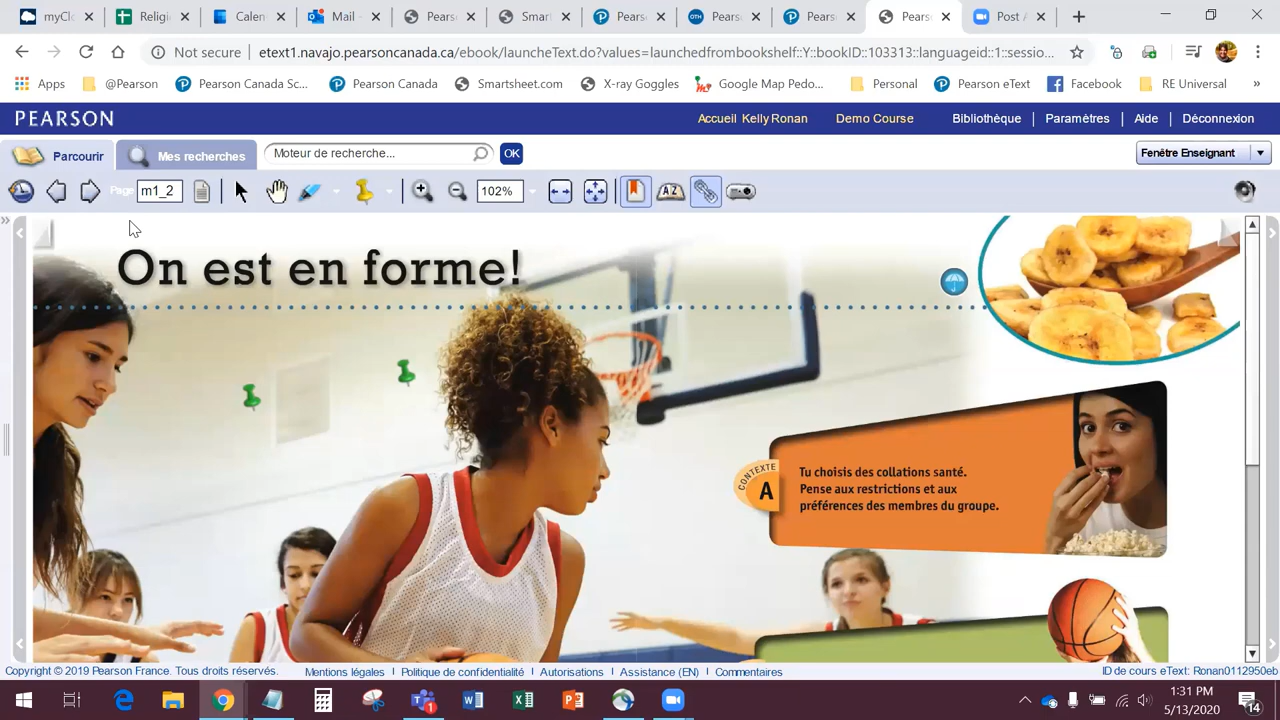 myClo
Religi
Calen
Mail -
Pears
Smar
Pears
OTH
Pears
Pears
Pears
Post A
Not secure
etext1.navajo.pearsoncanada.ca/ebook/launcheText.do?values=launchedfrombookshelf::Y::bookID::103313::languageid::1::sessio...
Apps
@Pearson
Pearson Canada Sc...
Pearson Canada
Smartsheet.com
X-ray Goggles
Google Map Pedo...
Personal
Pearson eText
Facebook
RE Universal
»
PEARSON
Accueil Kelly Ronan
Demo Course
Bibliothèque
Paramètres
Aide
Déconnexion
Parcourir
Mes recherches
Moteur de recherche...
OK
Fenêtre Enseignant
Page
m1_2
102%
A Z
On est en forme!
CONTEXTE
A
Tu choisis des collations santé.
Pense aux restrictions et aux
préférences des membres du groupe.
Copyright © 2019 Pearson France. Tous droits réservés.
Mentions légales
Politique de confidentialité
Autorisations
Assistance (EN)
Commentaires
ID de cours eText: Ronan0112950eb
1:31 PM
5/13/2020
14